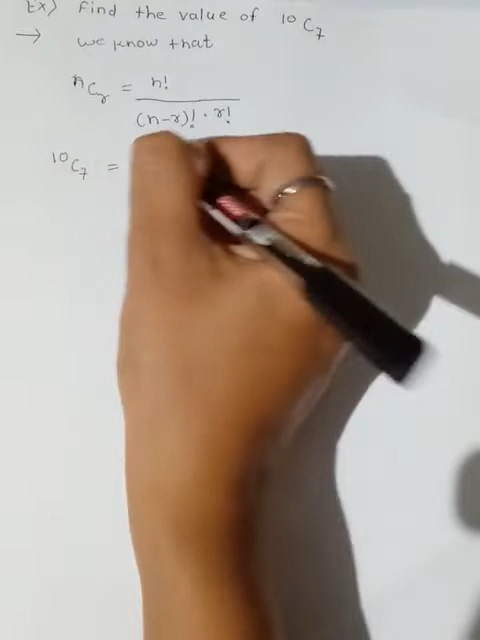 Ex) Find the value of ¹⁰C₇
→ we know that
ⁿCᵣ = n! / (n-r)! · r!
¹⁰C₇ =